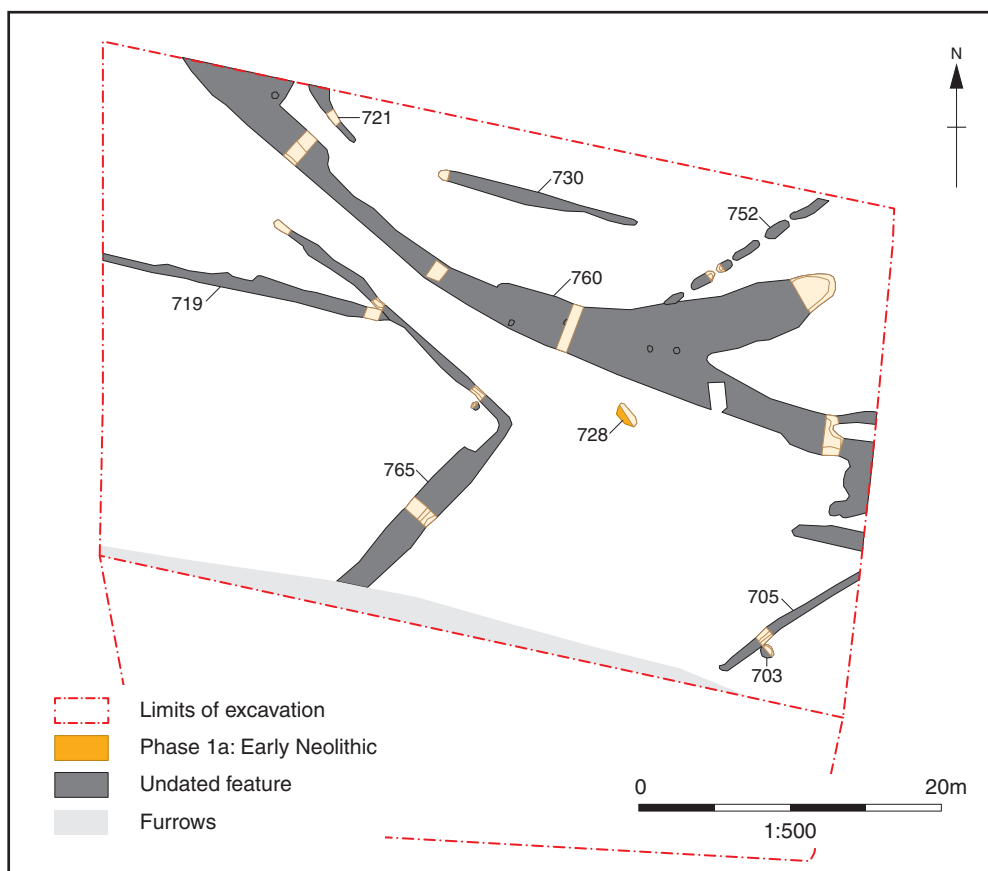 N
721
730
752
760
719
728
765
705
703
Limits of excavation
Phase 1a: Early Neolithic
Undated feature
Furrows
0 20m
1:500